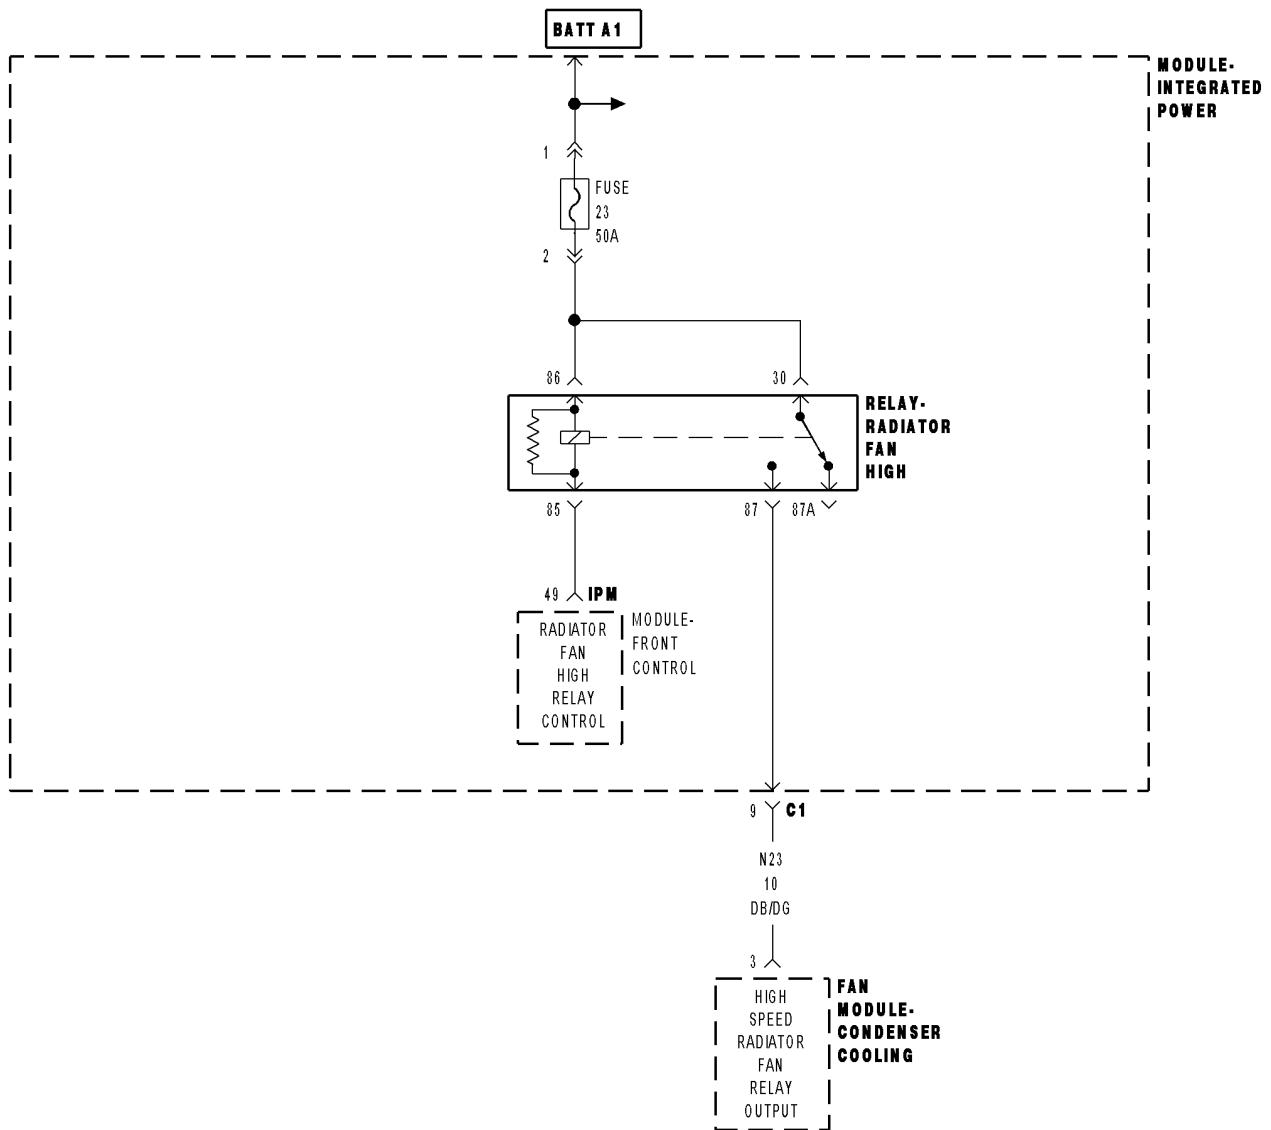 BATT A1
MODULE-
INTEGRATED
POWER
1
FUSE
23
50A
2
86
30
RELAY-
RADIATOR
FAN
HIGH
85
87
87A
49
IPM
RADIATOR
FAN
HIGH
RELAY
CONTROL
MODULE-
FRONT
CONTROL
9
C1
N23
10
DB/DG
3
HIGH
SPEED
RADIATOR
FAN
RELAY
OUTPUT
FAN
MODULE-
CONDENSER
COOLING